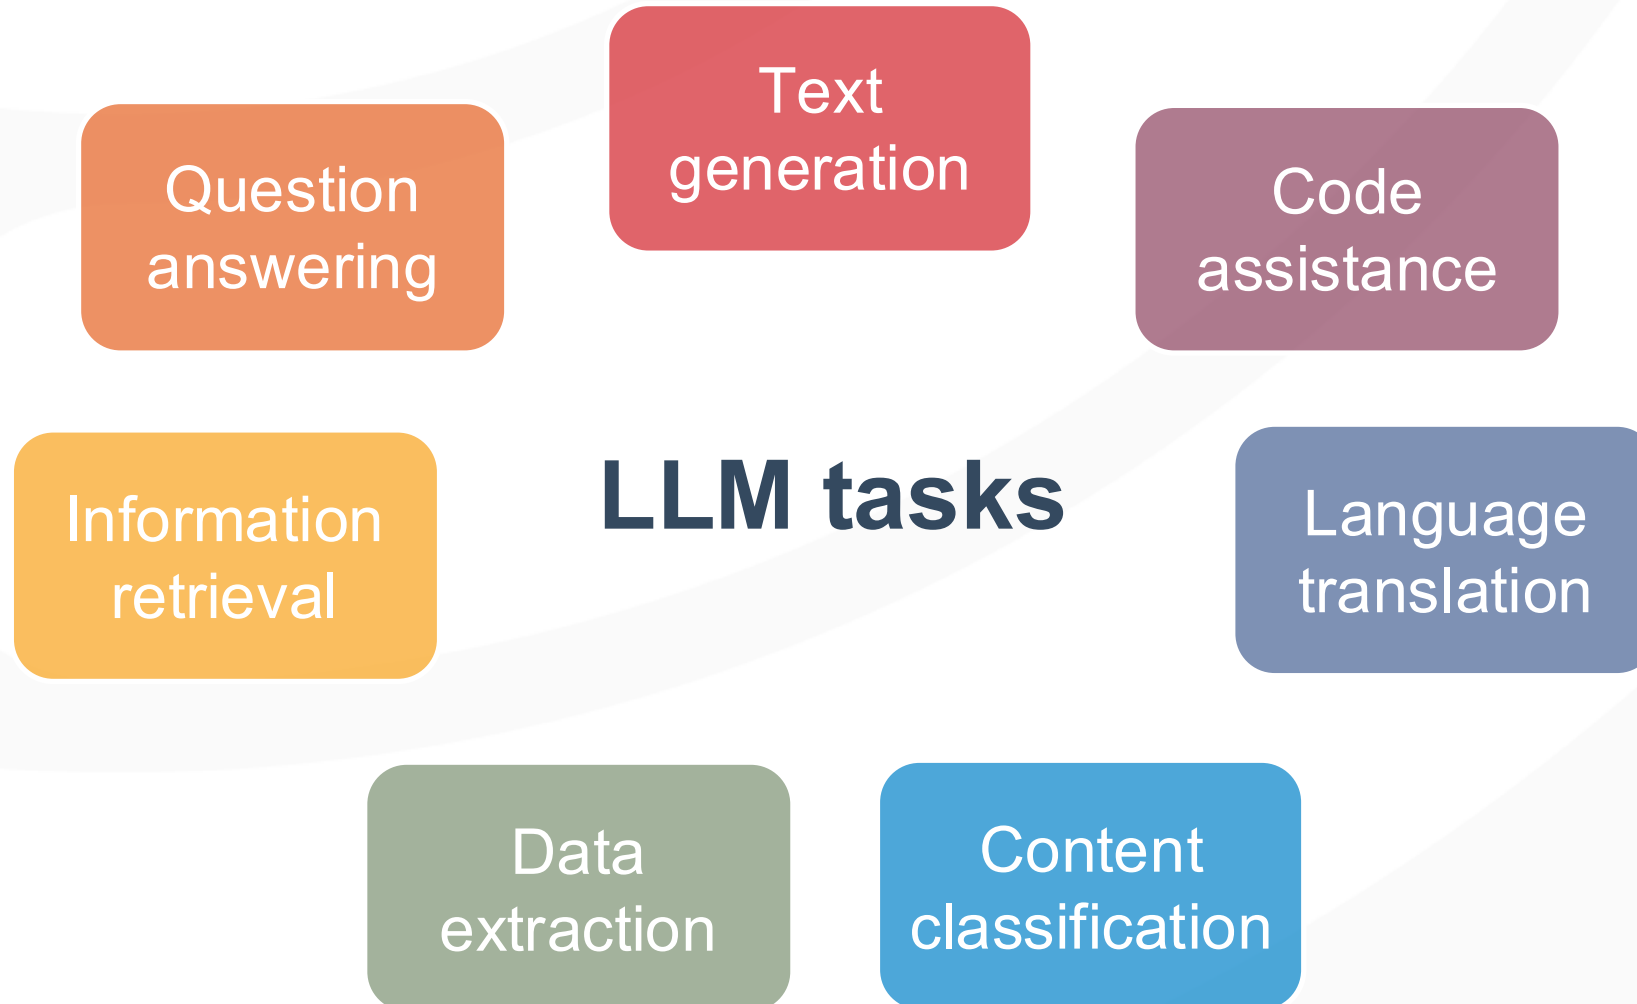 Text
generation
Question
answering
Code
assistance
LLM tasks
Information
retrieval
Language
translation
Data
extraction
Content
classification